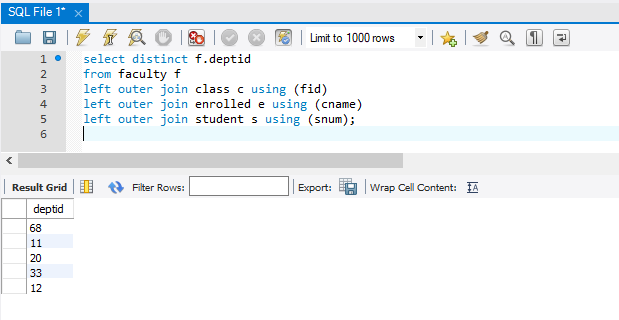 SQL File 1*
Limit to 1000 rows
1 select distinct f.deptid
2 from faculty f
3 left outer join class c using (fid)
4 left outer join enrolled e using (cname)
5 left outer join student s using (snum);
6
Result Grid Filter Rows: Export: Wrap Cell Content:
deptid
68
11
20
33
12